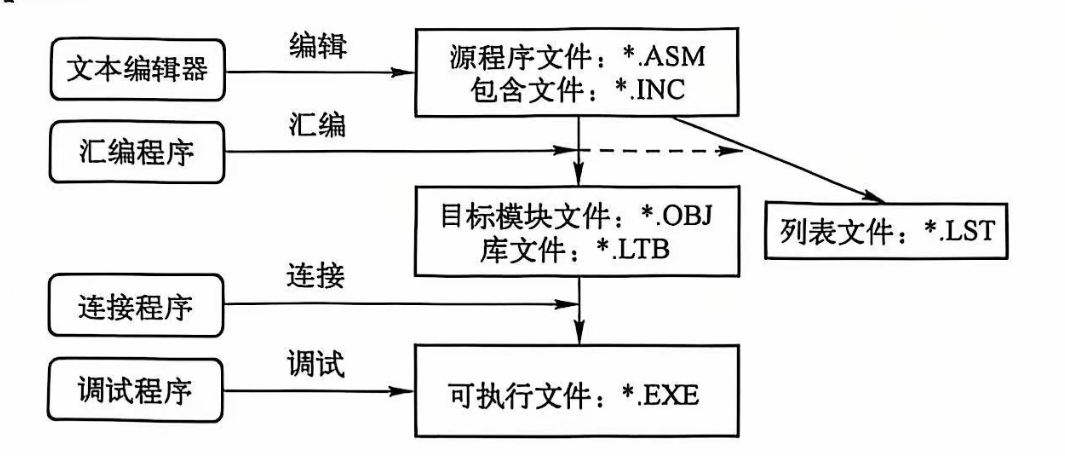 文本编辑器
编辑
源程序文件：*.ASM
包含文件：*.INC
汇编程序
汇编
目标模块文件：*.OBJ
库文件：*.LTB
列表文件：*.LST
连接程序
连接
调试程序
调试
可执行文件：*.EXE